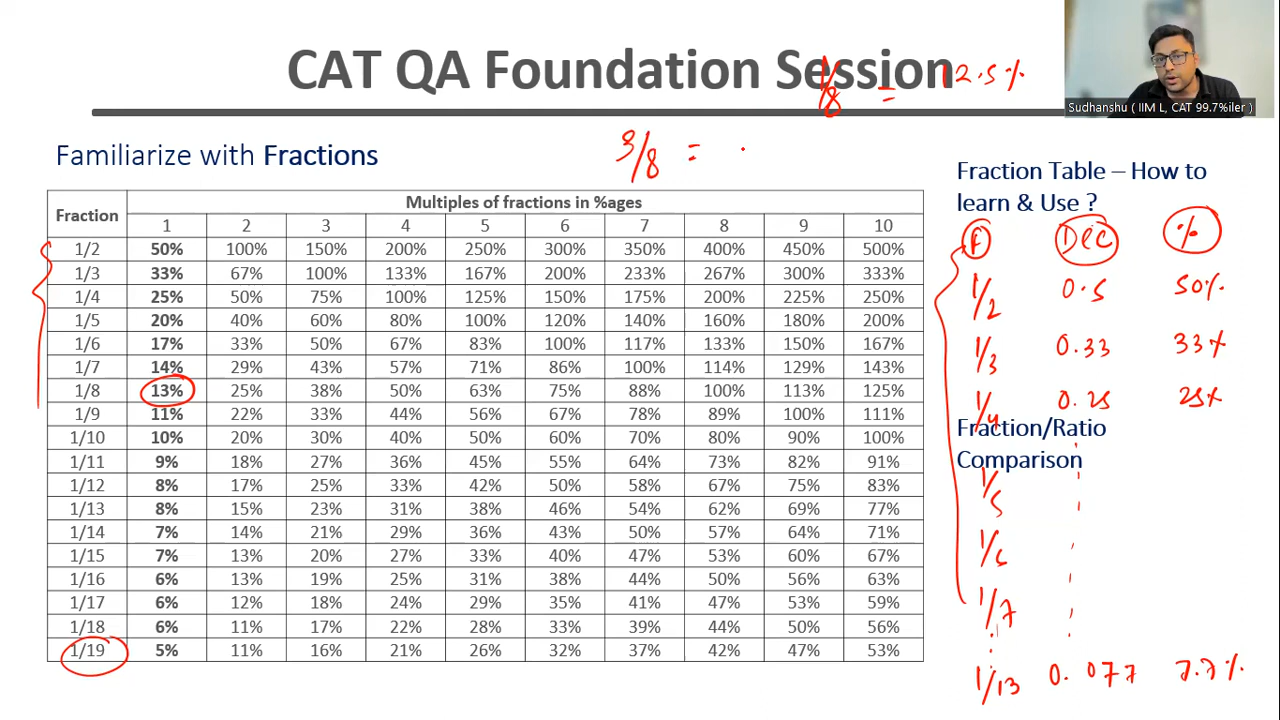 CAT QA Foundation Session
1/8 = 12.5%
Sudhanshu ( IIM L, CAT 99.7%iler )
Familiarize with Fractions
3/8 = .
Fraction Multiples of fractions in %ages
1 2 3 4 5 6 7 8 9 10
1/2 50% 100% 150% 200% 250% 300% 350% 400% 450% 500%
1/3 33% 67% 100% 133% 167% 200% 233% 267% 300% 333%
1/4 25% 50% 75% 100% 125% 150% 175% 200% 225% 250%
1/5 20% 40% 60% 80% 100% 120% 140% 160% 180% 200%
1/6 17% 33% 50% 67% 83% 100% 117% 133% 150% 167%
1/7 14% 29% 43% 57% 71% 86% 100% 114% 129% 143%
1/8 13% 25% 38% 50% 63% 75% 88% 100% 113% 125%
1/9 11% 22% 33% 44% 56% 67% 78% 89% 100% 111%
1/10 10% 20% 30% 40% 50% 60% 70% 80% 90% 100%
1/11 9% 18% 27% 36% 45% 55% 64% 73% 82% 91%
1/12 8% 17% 25% 33% 42% 50% 58% 67% 75% 83%
1/13 8% 15% 23% 31% 38% 46% 54% 62% 69% 77%
1/14 7% 14% 21% 29% 36% 43% 50% 57% 64% 71%
1/15 7% 13% 20% 27% 33% 40% 47% 53% 60% 67%
1/16 6% 13% 19% 25% 31% 38% 44% 50% 56% 63%
1/17 6% 12% 18% 24% 29% 35% 41% 47% 53% 59%
1/18 6% 11% 17% 22% 28% 33% 39% 44% 50% 56%
1/19 5% 11% 16% 21% 26% 32% 37% 42% 47% 53%
Fraction Table – How to
learn & Use ?
F Dec %
1/2 0.5 50%
1/3 0.33 33%
1/4 0.25 25%
Fraction/Ratio
Comparison
1/5
1/6
1/7
1/13 0.077 7.7%